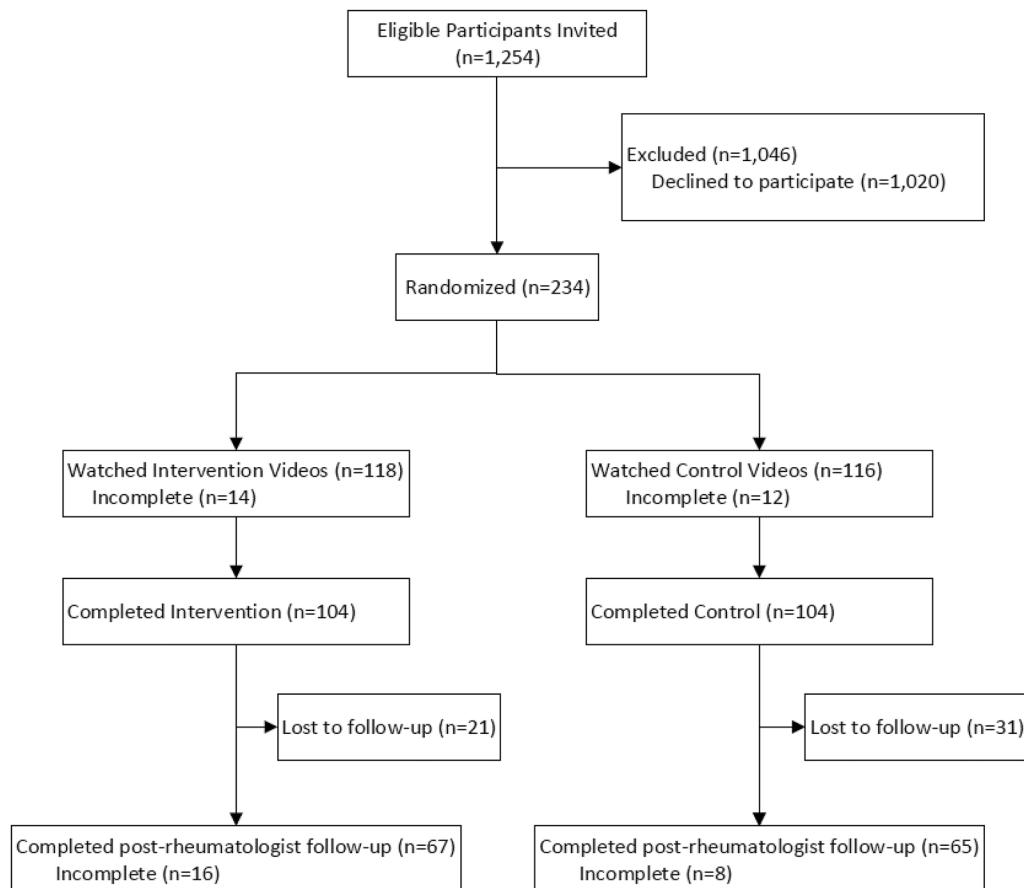 Eligible Participants Invited
(n=1,254)
Excluded (n=1,046)
Declined to participate (n=1,020)
Randomized (n=234)
Watched Intervention Videos (n=118)
Incomplete (n=14)
Watched Control Videos (n=116)
Incomplete (n=12)
Completed Intervention (n=104)
Completed Control (n=104)
Lost to follow-up (n=21)
Lost to follow-up (n=31)
Completed post-rheumatologist follow-up (n=67)
Incomplete (n=16)
Completed post-rheumatologist follow-up (n=65)
Incomplete (n=8)